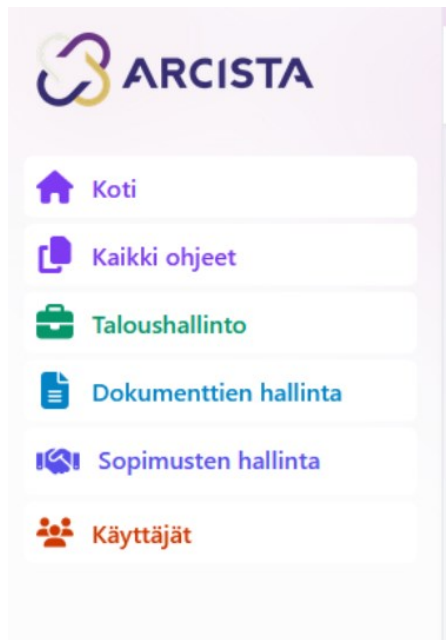 ARCISTA
Koti
Kaikki ohjeet
Taloushallinto
Dokumenttien hallinta
Sopimusten hallinta
Käyttäjät